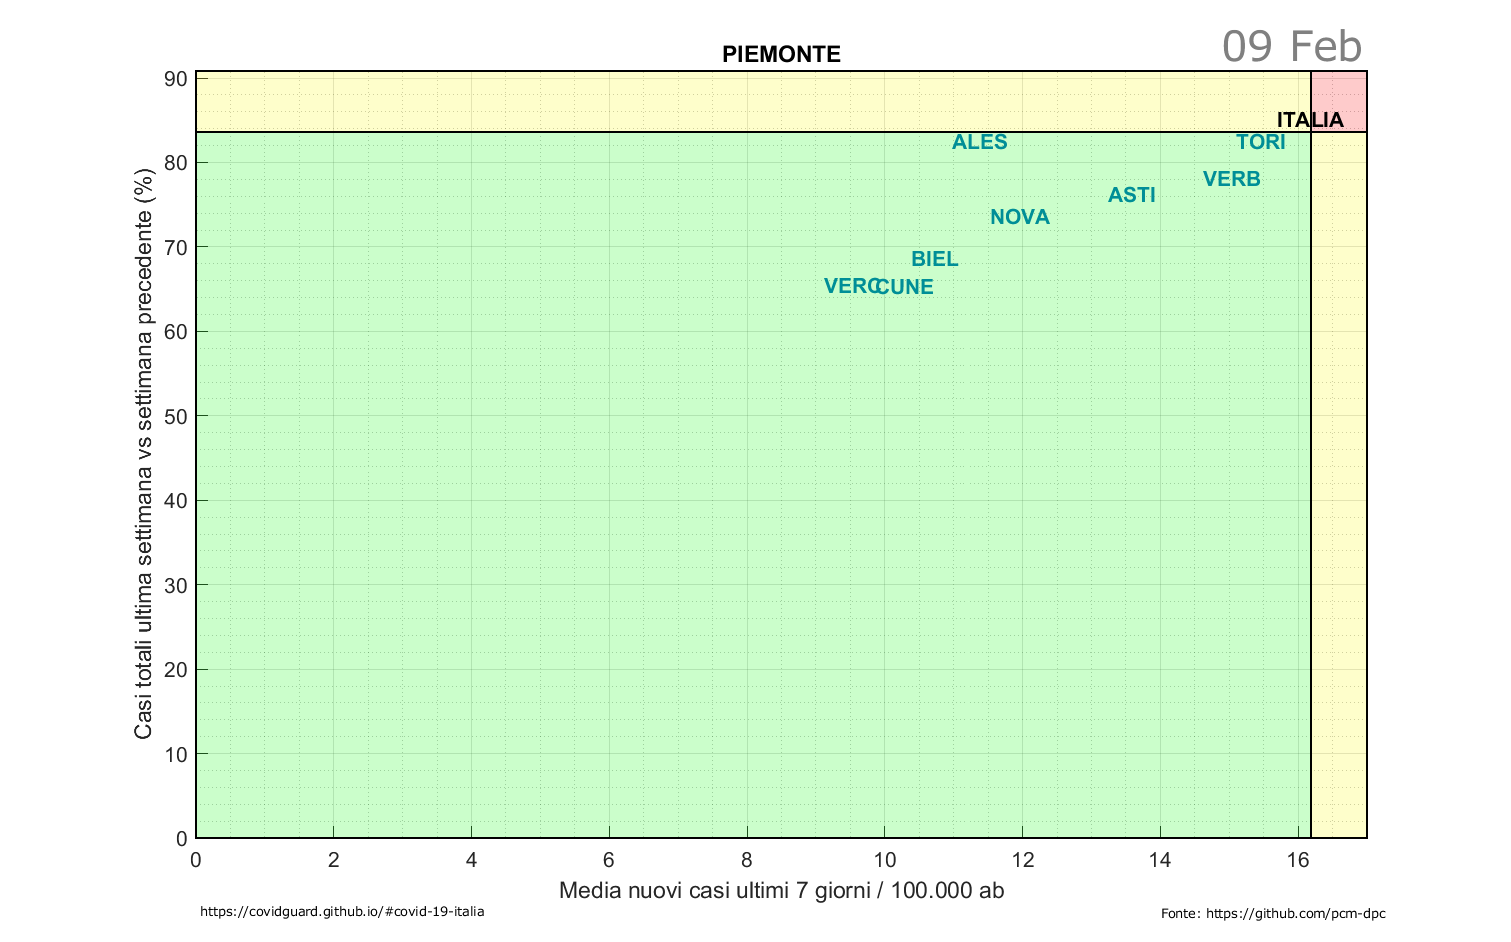 09 Feb
PIEMONTE
90
ITALIA
ALES
TORI
80
VERB
ASTI
NOVA
70
BIEL
VERC
CUNE
60
50
40
30
20
10
0
Casi totali ultima settimana vs settimana precedente (%)
0 2 4 6 8 10 12 14 16
Media nuovi casi ultimi 7 giorni / 100.000 ab
https://covidguard.github.io/#covid-19-italia
Fonte: https://github.com/pcm-dpc